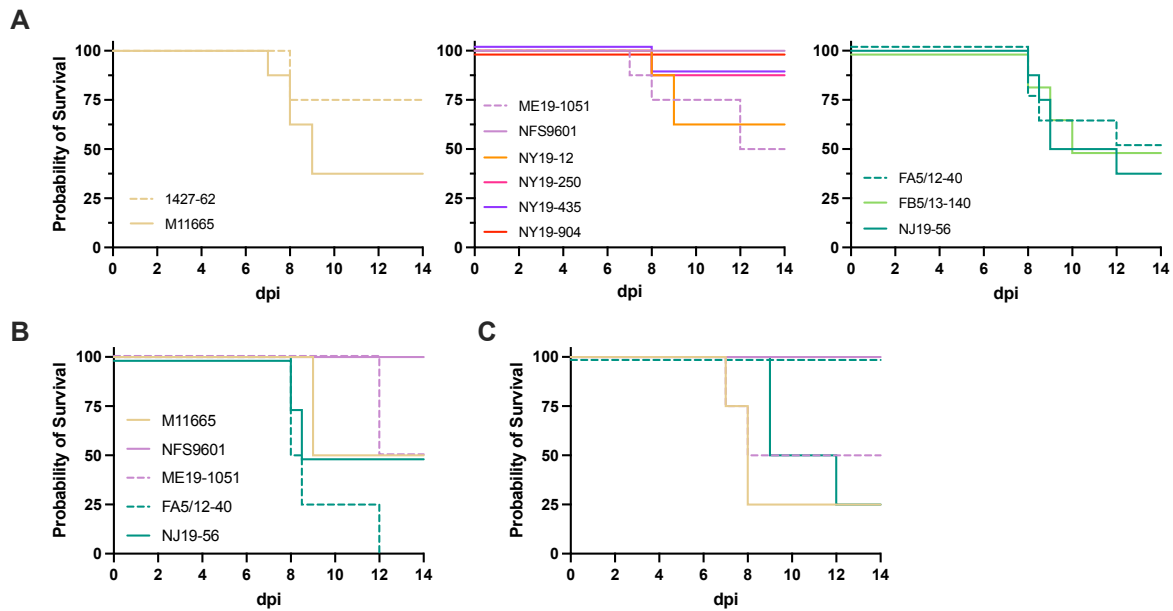 A
Probability of Survival
100
75
50
25
0
1427-62
M11665
0 2 4 6 8 10 12 14
dpi
100
75
50
25
0
ME19-1051
NFS9601
NY19-12
NY19-250
NY19-435
NY19-904
0 2 4 6 8 10 12 14
dpi
100
75
50
25
0
FA5/12-40
FB5/13-140
NJ19-56
0 2 4 6 8 10 12 14
dpi
B
Probability of Survival
100
75
50
25
0
M11665
NFS9601
ME19-1051
FA5/12-40
NJ19-56
0 2 4 6 8 10 12 14
dpi
C
Probability of Survival
100
75
50
25
0
0 2 4 6 8 10 12 14
dpi